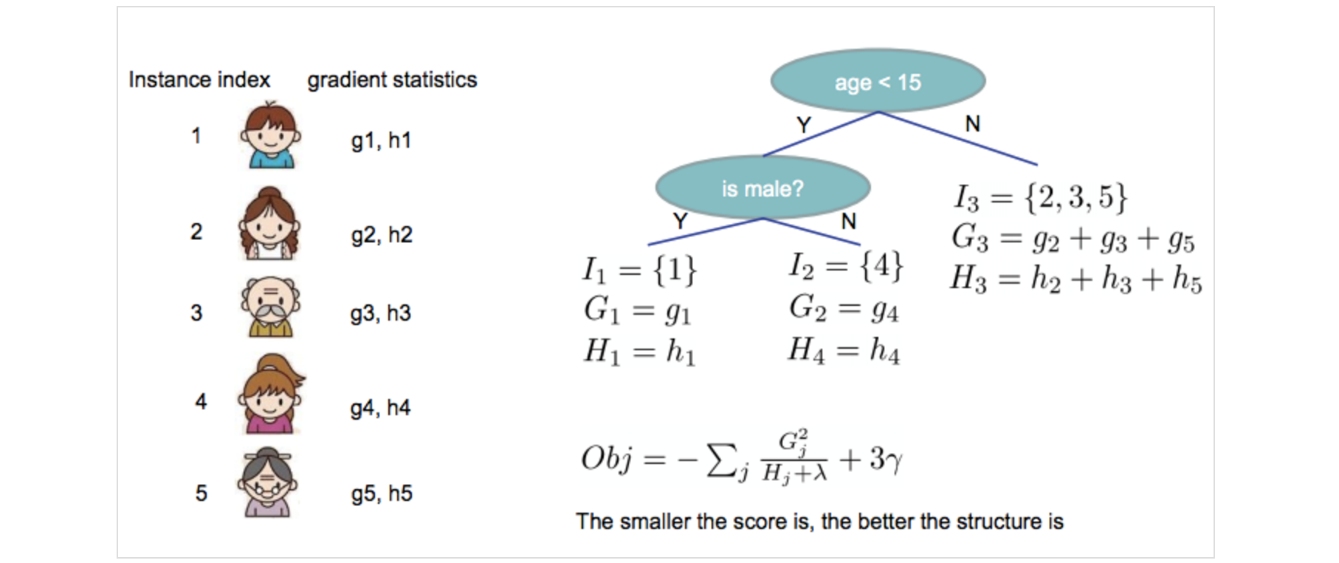 Instance index gradient statistics
1 g1, h1
2 g2, h2
3 g3, h3
4 g4, h4
5 g5, h5
age < 15
Y N
is male?
Y N
I₁ = {1}
G₁ = g₁
H₁ = h₁
I₂ = {4}
G₂ = g₄
H₄ = h₄
I₃ = {2, 3, 5}
G₃ = g₂ + g₃ + g₅
H₃ = h₂ + h₃ + h₅
Obj = − ∑ⱼ Gⱼ² / (Hⱼ+λ) + 3γ
The smaller the score is, the better the structure is